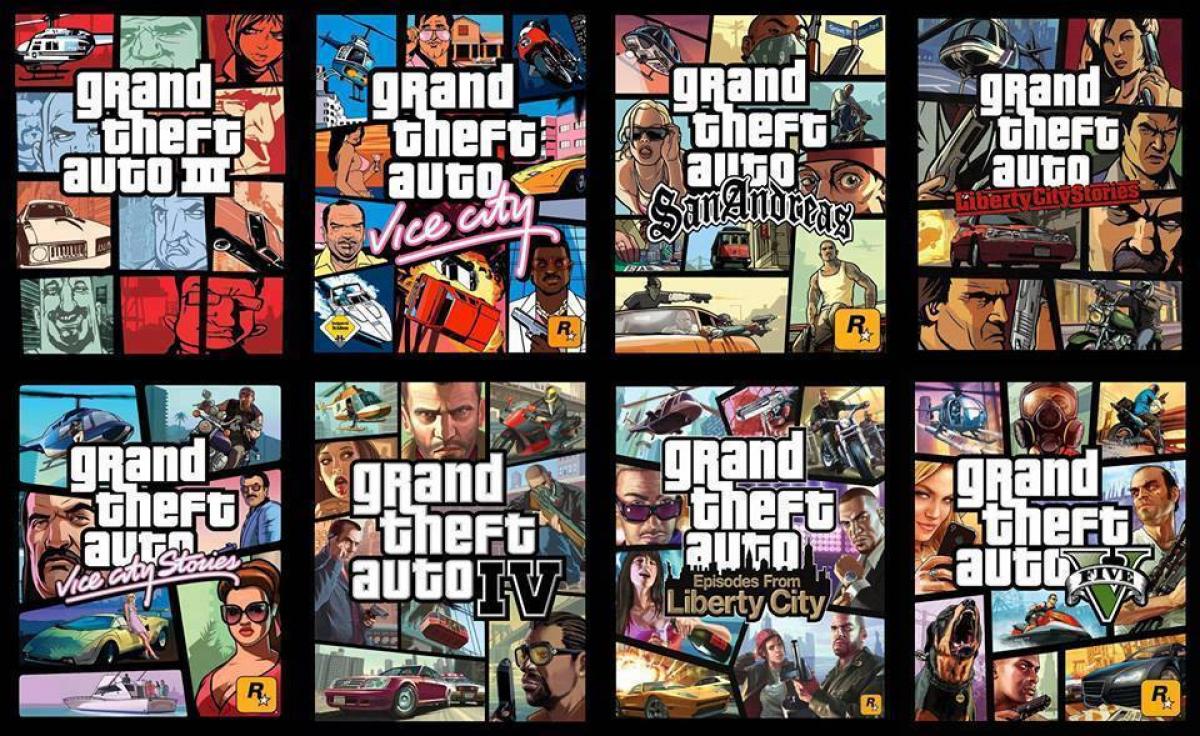 grand
theft
auto III
grand
theft
auto
Vice City
R
grand
theft
auto
San Andreas
R
grand
theft
auto
Liberty City Stories
grand
theft
auto
Vice City Stories
R
grand
theft
auto IV
grand
theft
auto
Episodes From
Liberty City
R
grand
theft
auto V
FIVE
R